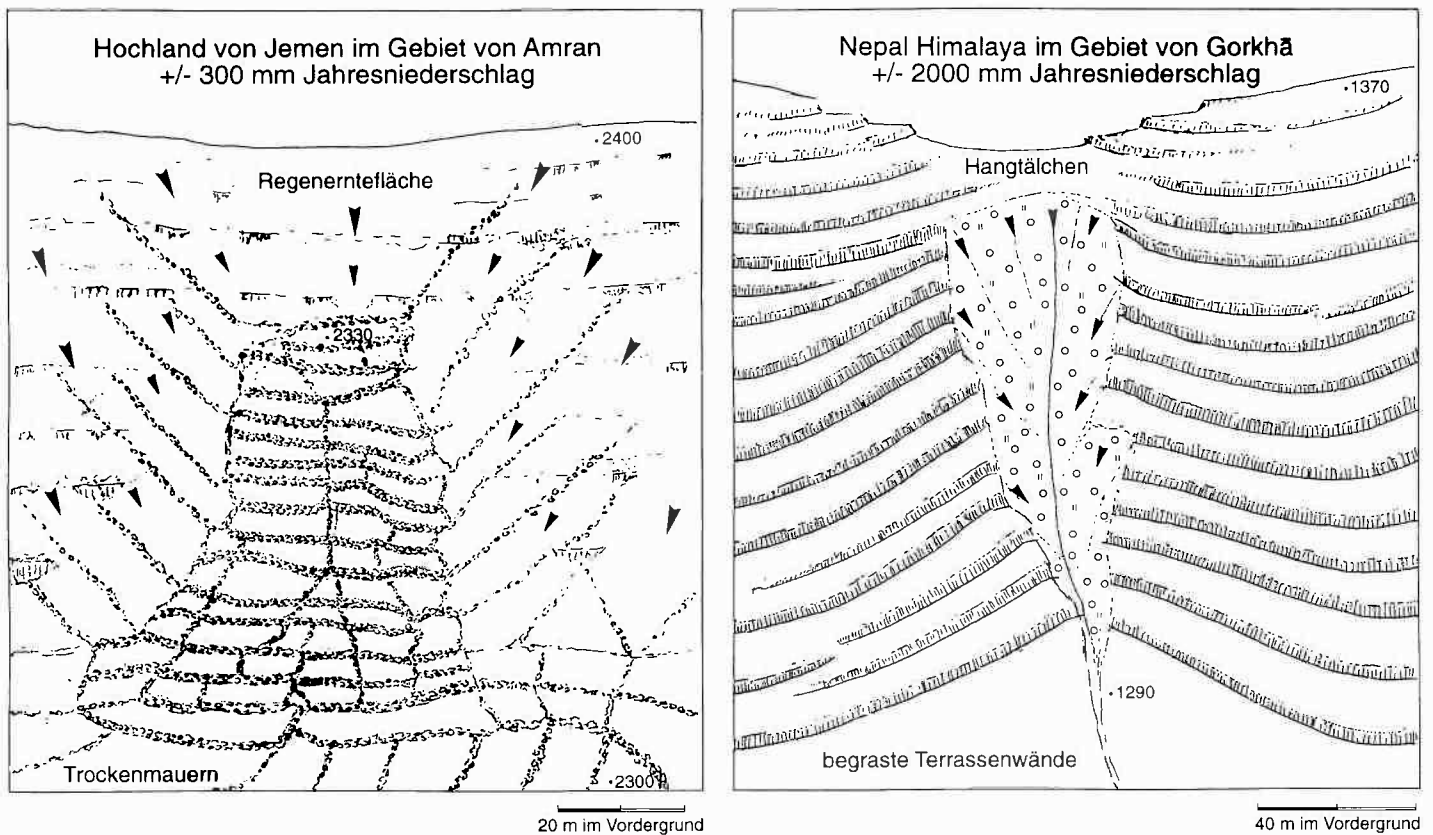 Hochland von Jemen im Gebiet von Amran
+/- 300 mm Jahresniederschlag
·2400
Regenerntefläche
2330
Trockenmauern
·2300
20 m im Vordergrund
Nepal Himalaya im Gebiet von Gorkhā
+/- 2000 mm Jahresniederschlag
·1370
Hangtälchen
·1290
begraste Terrassenwände
40 m im Vordergrund